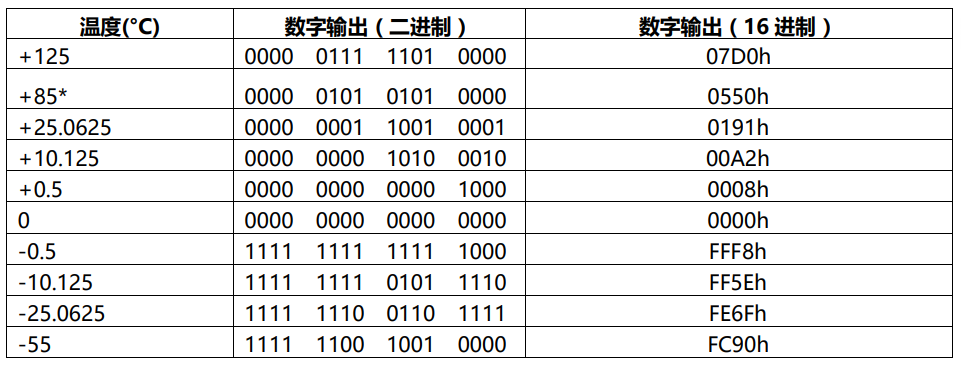 温度(°C) 数字输出（二进制） 数字输出（16 进制）
+125 0000 0111 1101 0000 07D0h
+85* 0000 0101 0101 0000 0550h
+25.0625 0000 0001 1001 0001 0191h
+10.125 0000 0000 1010 0010 00A2h
+0.5 0000 0000 0000 1000 0008h
0 0000 0000 0000 0000 0000h
-0.5 1111 1111 1111 1000 FFF8h
-10.125 1111 1111 0101 1110 FF5Eh
-25.0625 1111 1110 0110 1111 FE6Fh
-55 1111 1100 1001 0000 FC90h